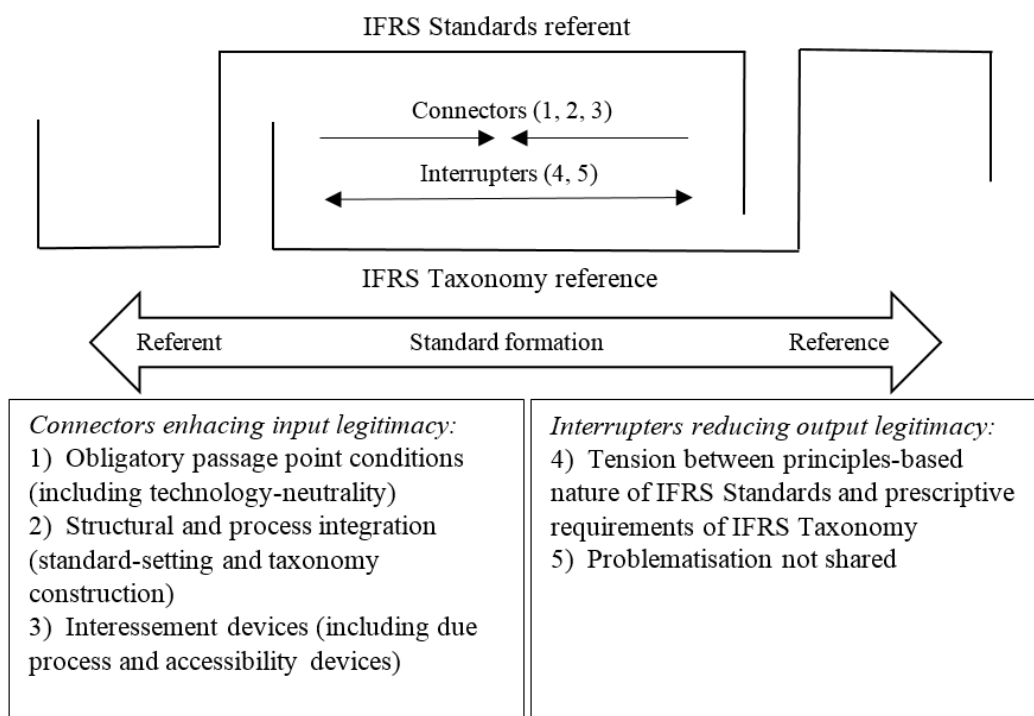 IFRS Standards referent
Connectors (1, 2, 3)
Interrupters (4, 5)
IFRS Taxonomy reference
Referent Standard formation Reference
Connectors enhacing input legitimacy:
1) Obligatory passage point conditions
(including technology-neutrality)
2) Structural and process integration
(standard-setting and taxonomy
construction)
3) Interessement devices (including due
process and accessibility devices)
Interrupters reducing output legitimacy:
4) Tension between principles-based
nature of IFRS Standards and prescriptive
requirements of IFRS Taxonomy
5) Problematisation not shared